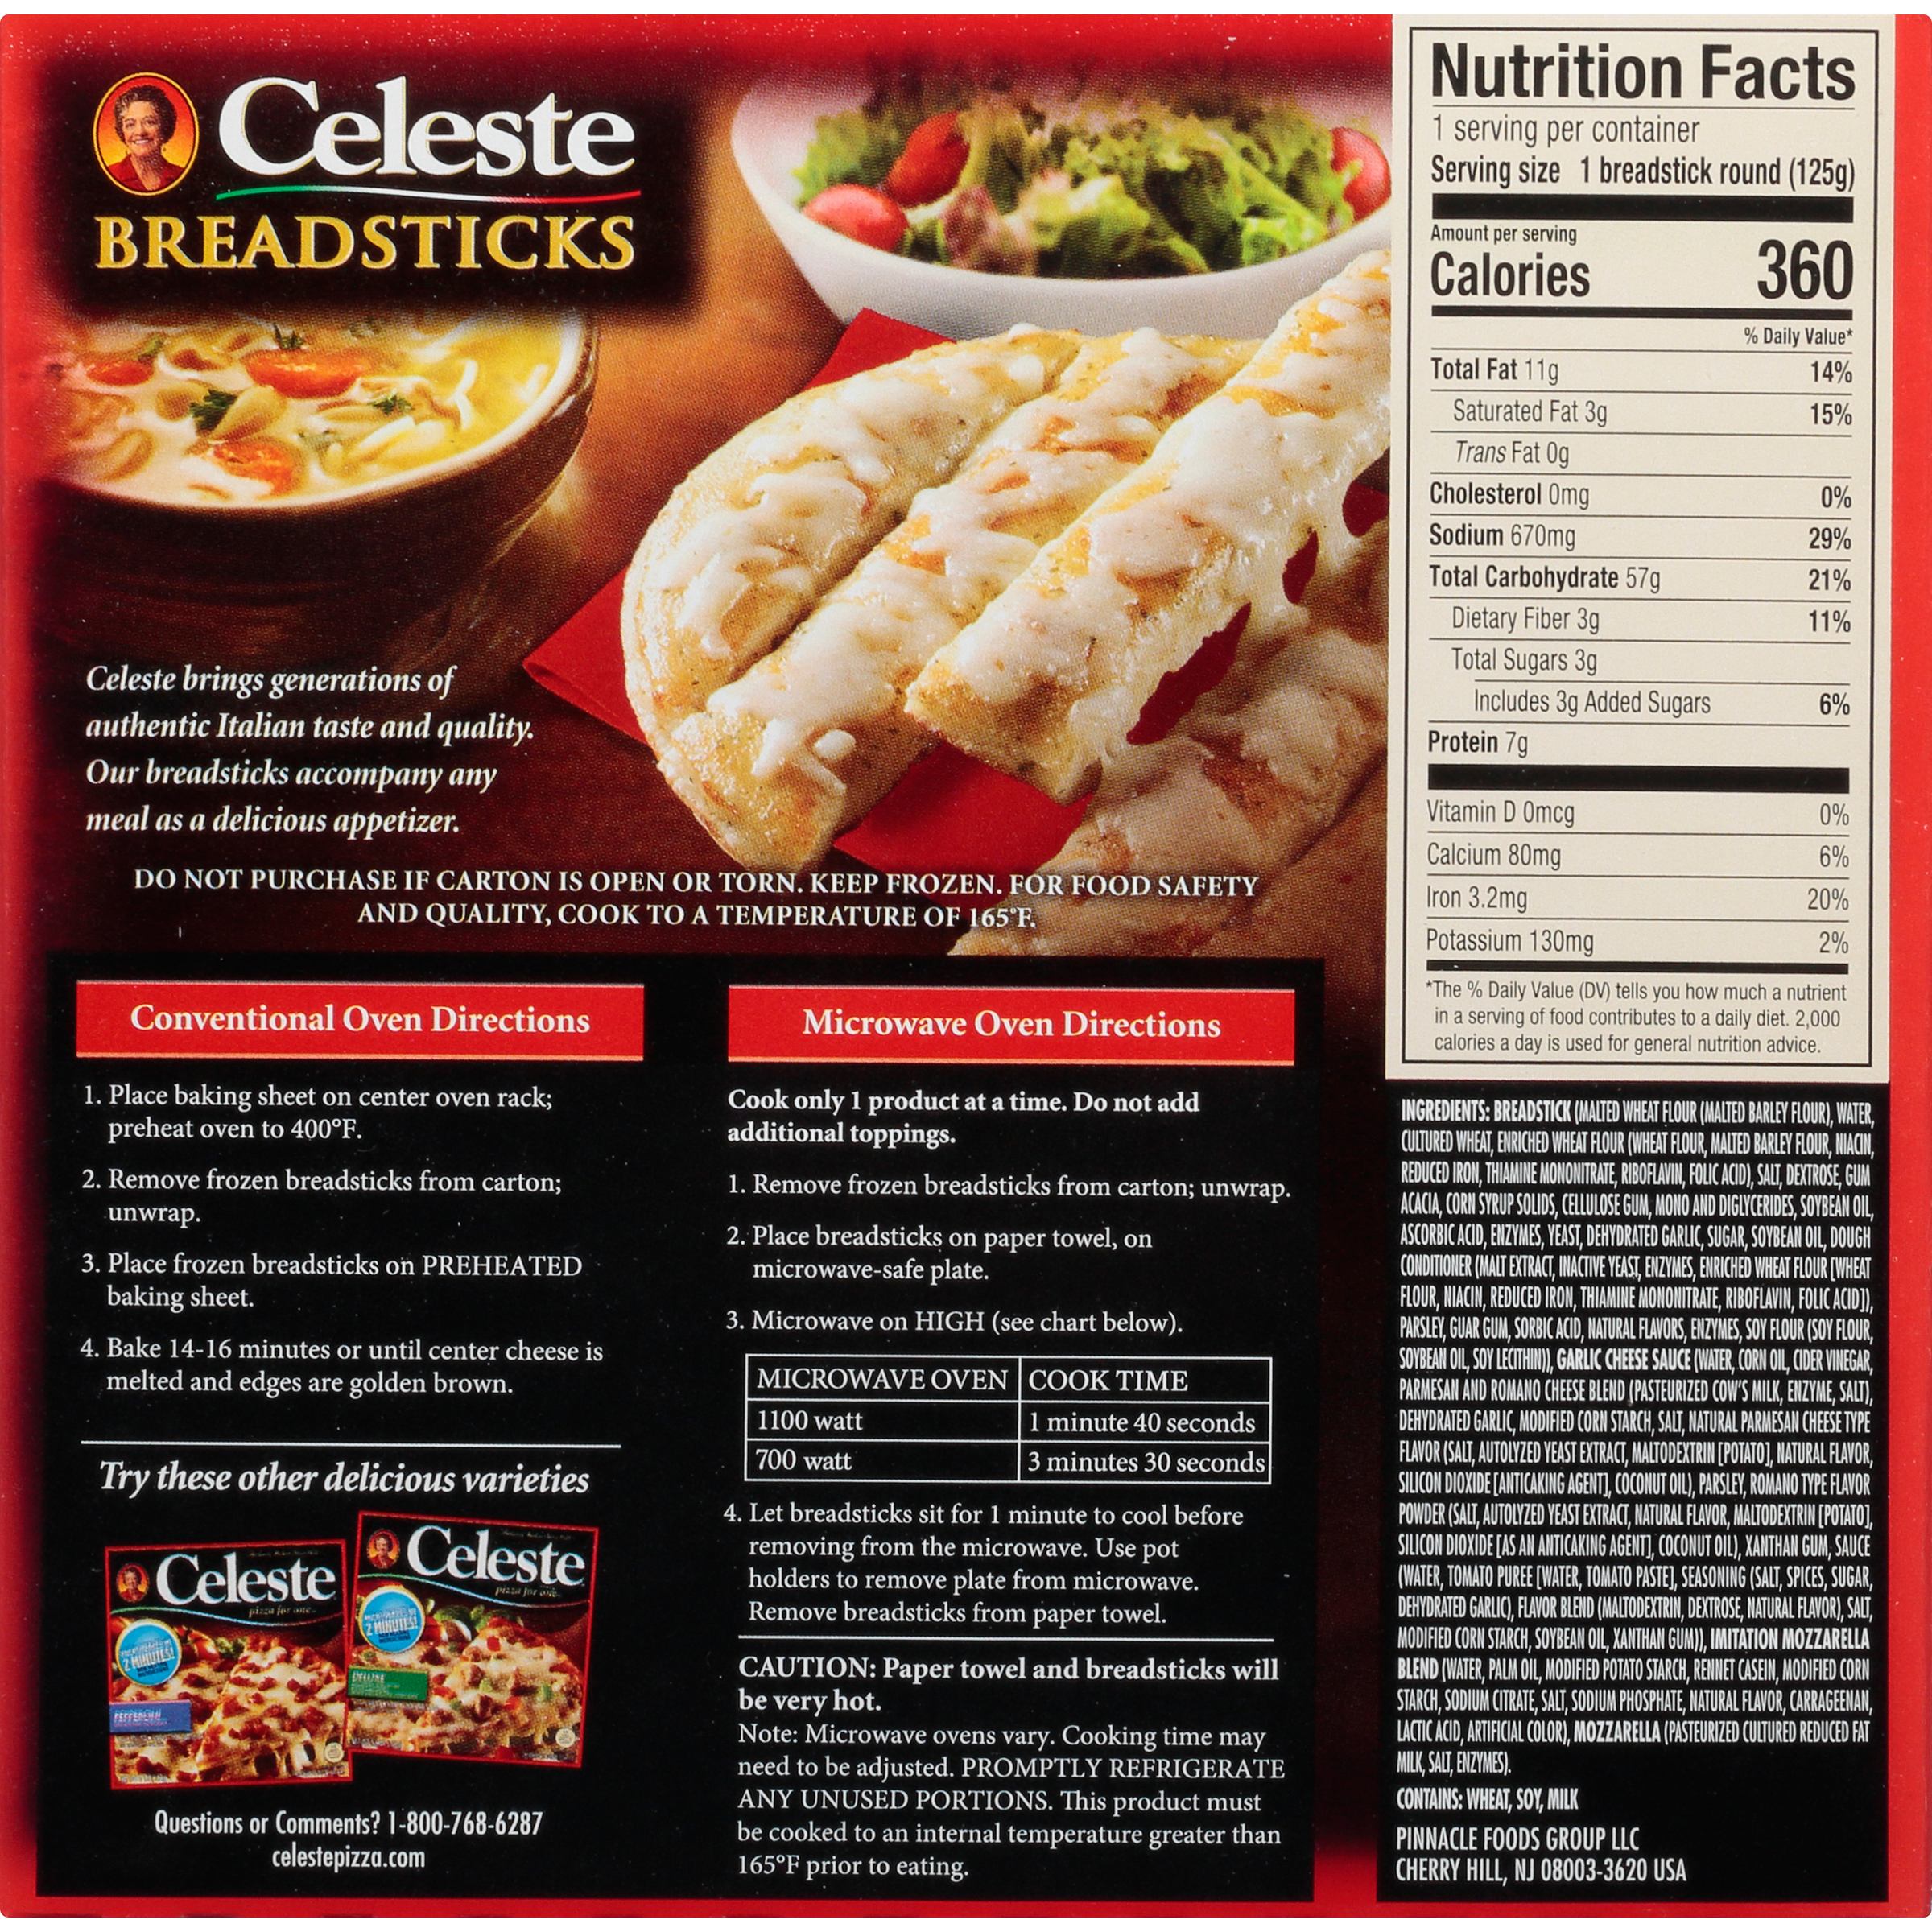 Celeste
BREADSTICKS
Celeste brings generations of
authentic Italian taste and quality.
Our breadsticks accompany any
meal as a delicious appetizer.
DO NOT PURCHASE IF CARTON IS OPEN OR TORN. KEEP FROZEN. FOR FOOD SAFETY
AND QUALITY, COOK TO A TEMPERATURE OF 165°F.
Conventional Oven Directions
1. Place baking sheet on center oven rack;
preheat oven to 400°F.
2. Remove frozen breadsticks from carton;
unwrap.
3. Place frozen breadsticks on PREHEATED
baking sheet.
4. Bake 14-16 minutes or until center cheese is
melted and edges are golden brown.
Try these other delicious varieties
Celeste
pizza for one
2 MINUTES!
PEPPERONI
Celeste
pizza for one
2 MINUTES!
DELUXE
Questions or Comments? 1-800-768-6287
celestepizza.com
Microwave Oven Directions
Cook only 1 product at a time. Do not add
additional toppings.
1. Remove frozen breadsticks from carton; unwrap.
2. Place breadsticks on paper towel, on
microwave-safe plate.
3. Microwave on HIGH (see chart below).
MICROWAVE OVEN COOK TIME
1100 watt 1 minute 40 seconds
700 watt 3 minutes 30 seconds
4. Let breadsticks sit for 1 minute to cool before
removing from the microwave. Use pot
holders to remove plate from microwave.
Remove breadsticks from paper towel.
CAUTION: Paper towel and breadsticks will
be very hot.
Note: Microwave ovens vary. Cooking time may
need to be adjusted. PROMPTLY REFRIGERATE
ANY UNUSED PORTIONS. This product must
be cooked to an internal temperature greater than
165°F prior to eating.
Nutrition Facts
1 serving per container
Serving size 1 breadstick round (125g)
Amount per serving
Calories 360
% Daily Value*
Total Fat 11g 14%
Saturated Fat 3g 15%
Trans Fat 0g
Cholesterol 0mg 0%
Sodium 670mg 29%
Total Carbohydrate 57g 21%
Dietary Fiber 3g 11%
Total Sugars 3g
Includes 3g Added Sugars 6%
Protein 7g
Vitamin D 0mcg 0%
Calcium 80mg 6%
Iron 3.2mg 20%
Potassium 130mg 2%
*The % Daily Value (DV) tells you how much a nutrient
in a serving of food contributes to a daily diet. 2,000
calories a day is used for general nutrition advice.
INGREDIENTS: BREADSTICK (MALTED WHEAT FLOUR (MALTED BARLEY FLOUR), WATER,
CULTURED WHEAT, ENRICHED WHEAT FLOUR (WHEAT FLOUR, MALTED BARLEY FLOUR, NIACIN,
REDUCED IRON, THIAMINE MONONITRATE, RIBOFLAVIN, FOLIC ACID), SALT, DEXTROSE, GUM
ACACIA, CORN SYRUP SOLIDS, CELLULOSE GUM, MONO AND DIGLYCERIDES, SOYBEAN OIL,
ASCORBIC ACID, ENZYMES, YEAST, DEHYDRATED GARLIC, SUGAR, SOYBEAN OIL, DOUGH
CONDITIONER (MALT EXTRACT, INACTIVE YEAST, ENZYMES, ENRICHED WHEAT FLOUR [WHEAT
FLOUR, NIACIN, REDUCED IRON, THIAMINE MONONITRATE, RIBOFLAVIN, FOLIC ACID]),
PARSLEY, GUAR GUM, SORBIC ACID, NATURAL FLAVORS, ENZYMES, SOY FLOUR (SOY FLOUR,
SOYBEAN OIL, SOY LECITHIN)), GARLIC CHEESE SAUCE (WATER, CORN OIL, CIDER VINEGAR,
PARMESAN AND ROMANO CHEESE BLEND (PASTEURIZED COW'S MILK, ENZYME, SALT),
DEHYDRATED GARLIC, MODIFIED CORN STARCH, SALT, NATURAL PARMESAN CHEESE TYPE
FLAVOR (SALT, AUTOLYZED YEAST EXTRACT, MALTODEXTRIN [POTATO], NATURAL FLAVOR,
SILICON DIOXIDE [ANTICAKING AGENT], COCONUT OIL), PARSLEY, ROMANO TYPE FLAVOR
POWDER (SALT, AUTOLYZED YEAST EXTRACT, NATURAL FLAVOR, MALTODEXTRIN [POTATO],
SILICON DIOXIDE [AS AN ANTICAKING AGENT], COCONUT OIL), XANTHAN GUM, SAUCE
(WATER, TOMATO PUREE [WATER, TOMATO PASTE], SEASONING (SALT, SPICES, SUGAR,
DEHYDRATED GARLIC), FLAVOR BLEND (MALTODEXTRIN, DEXTROSE, NATURAL FLAVOR), SALT,
MODIFIED CORN STARCH, SOYBEAN OIL, XANTHAN GUM)), IMITATION MOZZARELLA
BLEND (WATER, PALM OIL, MODIFIED POTATO STARCH, RENNET CASEIN, MODIFIED CORN
STARCH, SODIUM CITRATE, SALT, SODIUM PHOSPHATE, NATURAL FLAVOR, CARRAGEENAN,
LACTIC ACID, ARTIFICIAL COLOR), MOZZARELLA (PASTEURIZED CULTURED REDUCED FAT
MILK, SALT, ENZYMES).
CONTAINS: WHEAT, SOY, MILK
PINNACLE FOODS GROUP LLC
CHERRY HILL, NJ 08003-3620 USA